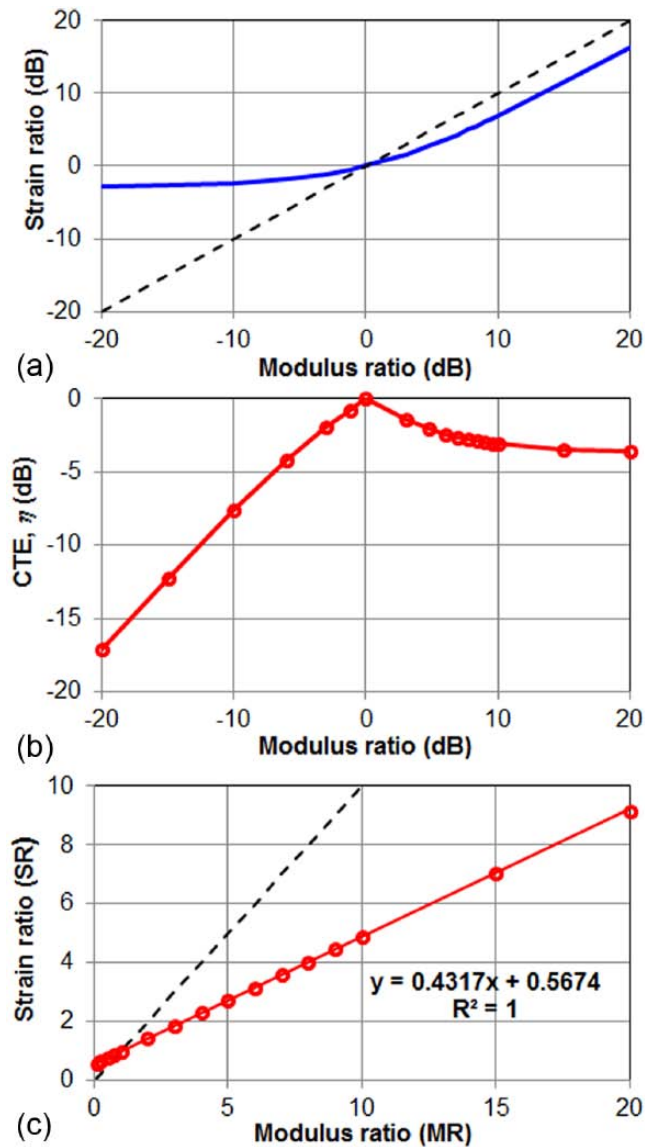 20
10
0
-10
-20
Strain ratio (dB)
-20 -10 0 10 20
Modulus ratio (dB)
(a)
0
-5
-10
-15
-20
CTE, η (dB)
-20 -10 0 10 20
Modulus ratio (dB)
(b)
10
8
6
4
2
0
Strain ratio (SR)
y = 0.4317x + 0.5674
R² = 1
0 5 10 15 20
Modulus ratio (MR)
(c)